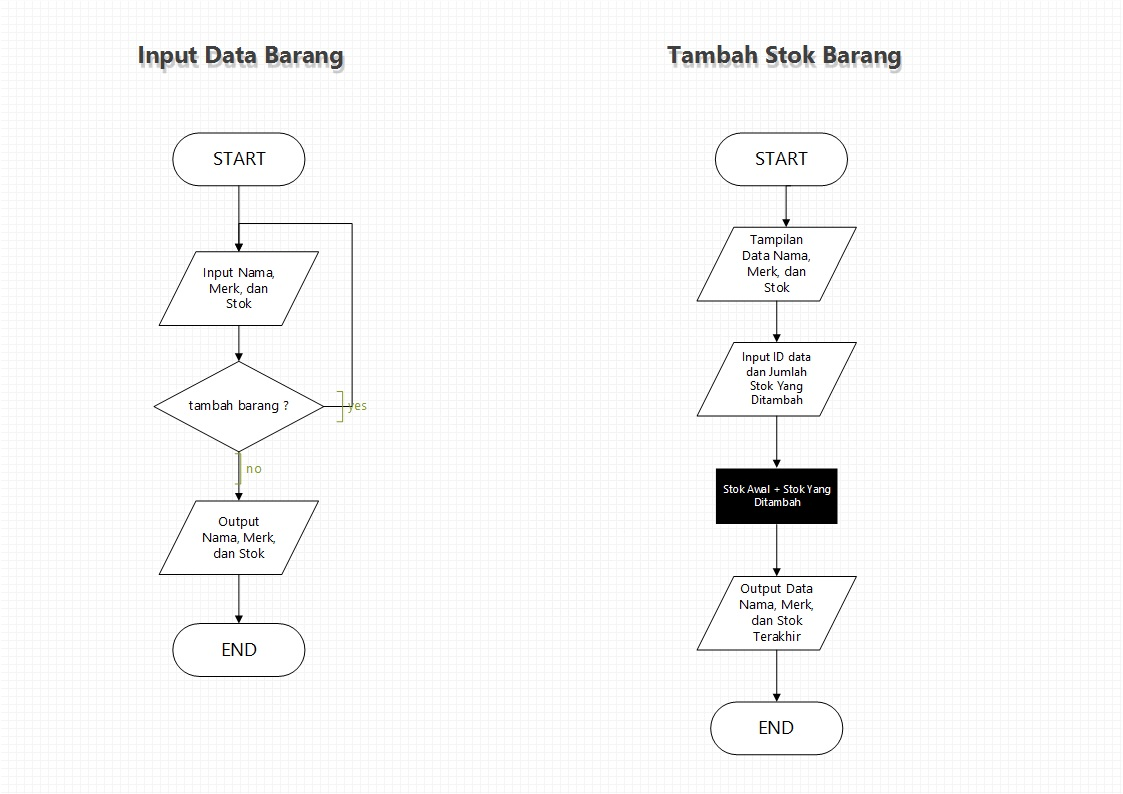 Input Data Barang
START
Input Nama,
Merk, dan
Stok
tambah barang ?
yes
no
Output
Nama, Merk,
dan Stok
END
Tambah Stok Barang
START
Tampilan
Data Nama,
Merk, dan
Stok
Input ID data
dan Jumlah
Stok Yang
Ditambah
Stok Awal + Stok Yang
Ditambah
Output Data
Nama, Merk,
dan Stok
Terakhir
END